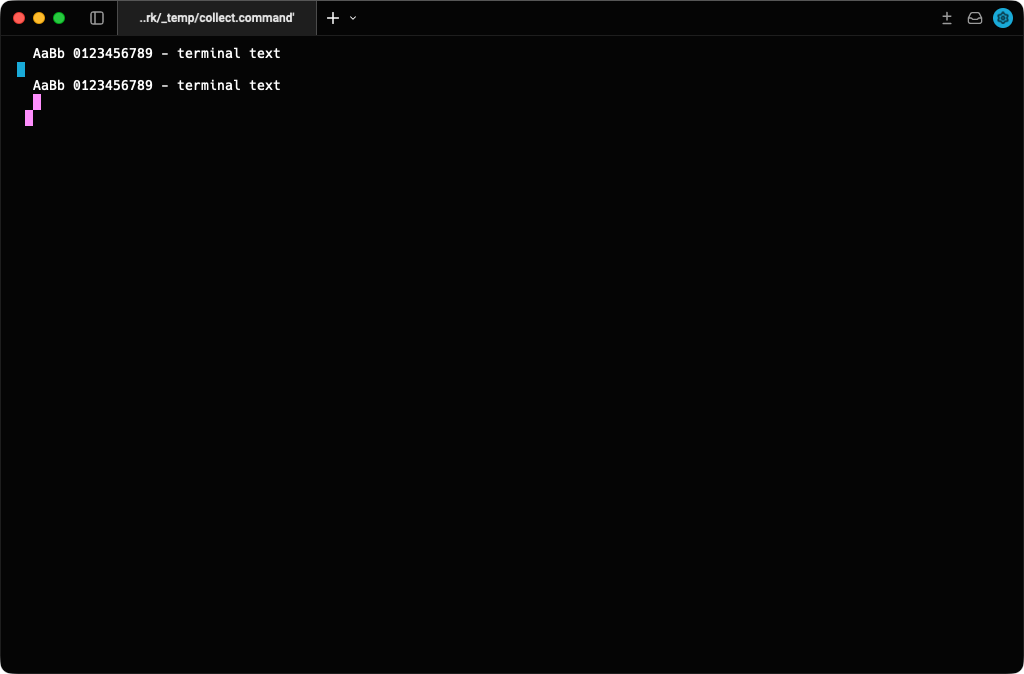 ..rk/_temp/collect.command'
AaBb 0123456789 – terminal text
AaBb 0123456789 – terminal text